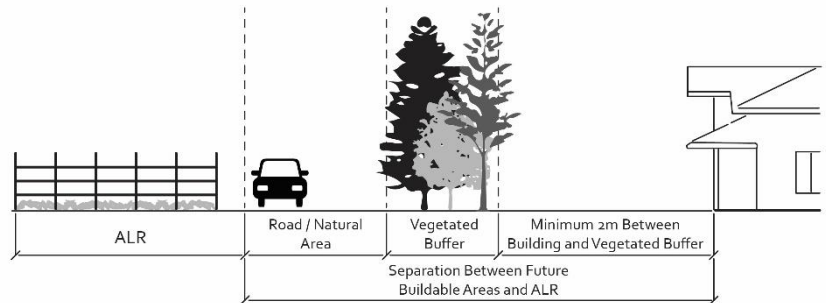 ALR
Road / Natural
Area
Vegetated
Buffer
Minimum 2m Between
Building and Vegetated Buffer
Separation Between Future
Buildable Areas and ALR